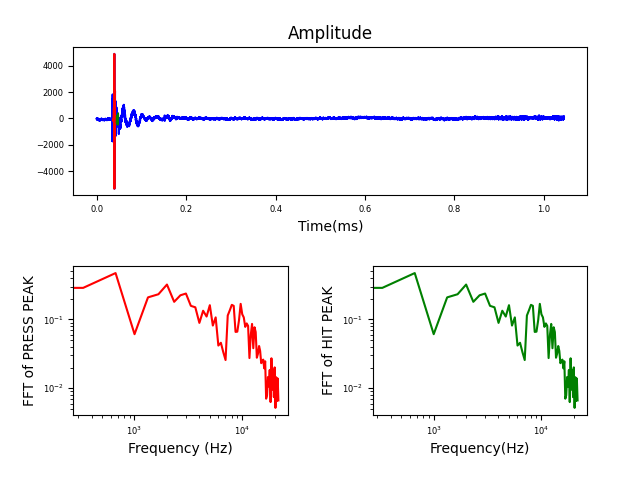 Amplitude
4000
2000
0
−2000
−4000
0.0 0.2 0.4 0.6 0.8 1.0
Time(ms)
FFT of PRESS PEAK
10⁻¹
10⁻²
10³ 10⁴
Frequency (Hz)
FFT of HIT PEAK
10⁻¹
10⁻²
10³ 10⁴
Frequency(Hz)